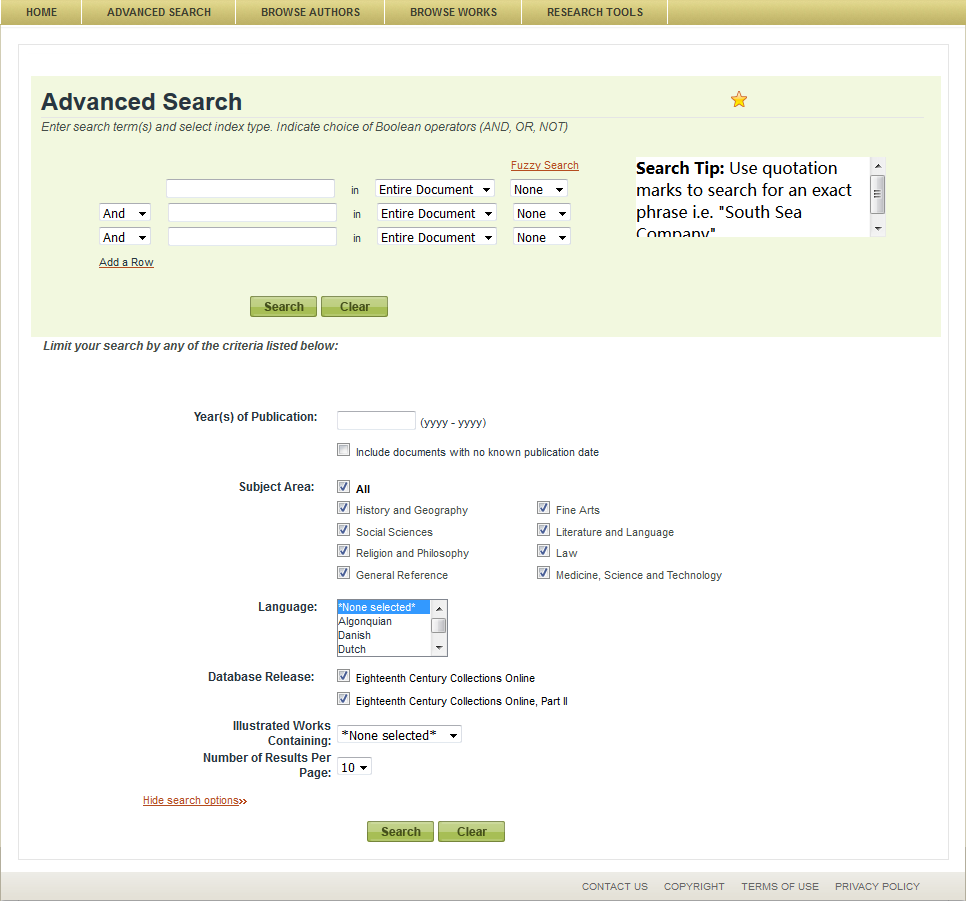 HOME ADVANCED SEARCH BROWSE AUTHORS BROWSE WORKS RESEARCH TOOLS
Advanced Search
Enter search term(s) and select index type. Indicate choice of Boolean operators (AND, OR, NOT)
Fuzzy Search
in Entire Document None
And in Entire Document None
And in Entire Document None
Add a Row
Search Tip: Use quotation
marks to search for an exact
phrase i.e. "South Sea
Company"
Search Clear
Limit your search by any of the criteria listed below:
Year(s) of Publication: (yyyy - yyyy)
Include documents with no known publication date
Subject Area: All
History and Geography Fine Arts
Social Sciences Literature and Language
Religion and Philosophy Law
General Reference Medicine, Science and Technology
Language: *None selected*
Algonquian
Danish
Dutch
Database Release: Eighteenth Century Collections Online
Eighteenth Century Collections Online, Part II
Illustrated Works
Containing: *None selected*
Number of Results Per
Page: 10
Hide search options»
Search Clear
CONTACT US COPYRIGHT TERMS OF USE PRIVACY POLICY